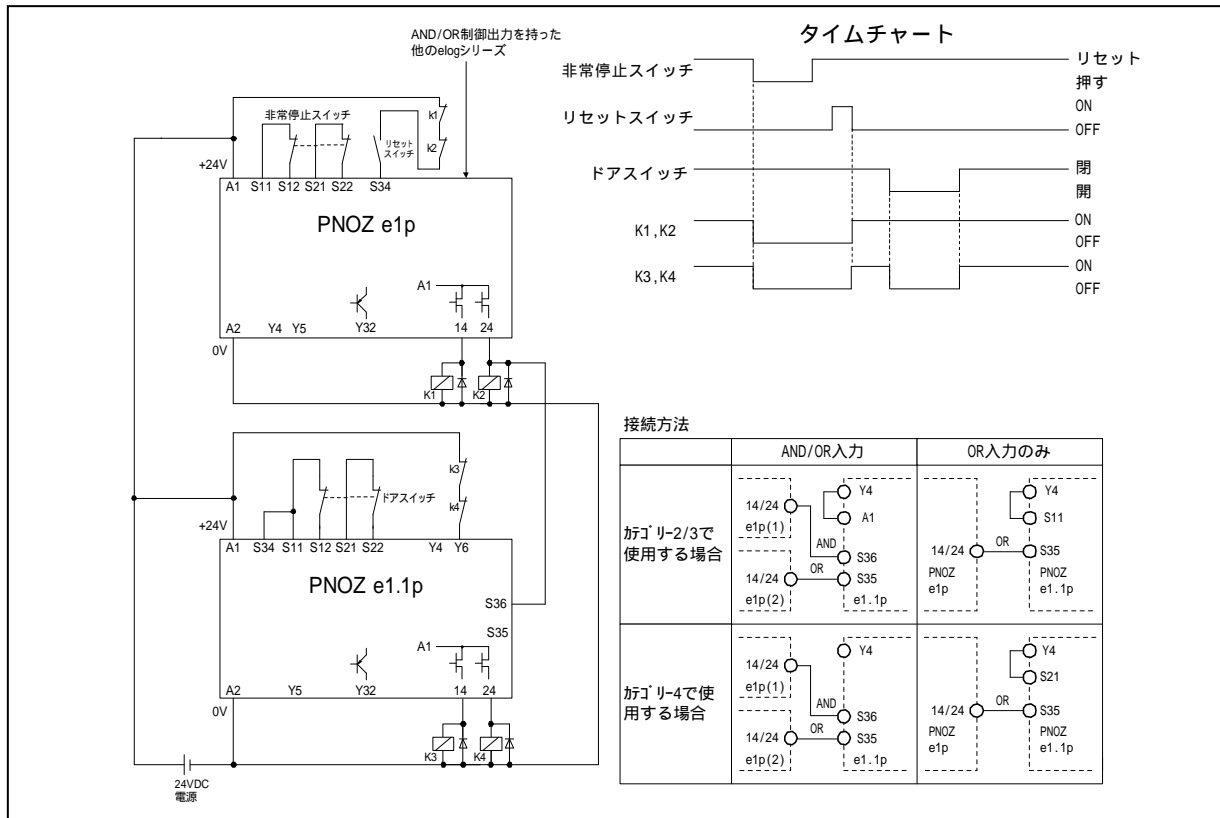 AND/OR制御出力を持った
他のelogシリーズ
非常停止スイッチ
k1
k2
リセット
スイッチ
+24V
A1 S11 S12 S21 S22 S34
PNOZ e1p
A1
A2 Y4 Y5 Y32 14 24
0V
K1 K2
k3
k4
ドアスイッチ
+24V
A1 S34 S11 S12 S21 S22 Y4 Y6
PNOZ e1.1p
S36
S35
A1
A2 Y5 Y32 14 24
0V
K3 K4
24VDC
電源
タイムチャート
非常停止スイッチ
リセット
押す
リセットスイッチ
ON
OFF
ドアスイッチ
閉
開
K1,K2
ON
OFF
K3,K4
ON
OFF
接続方法
AND/OR入力 OR入力のみ
カテゴリー2/3で
使用する場合
14/24
e1p(1)
Y4
A1
AND
S36
OR
14/24
S35
e1p(2)
e1.1p
Y4
S11
14/24
OR
S35
PNOZ
e1p
PNOZ
e1.1p
カテゴリー4で使
用する場合
14/24
e1p(1)
Y4
AND
S36
OR
14/24
S35
e1p(2)
e1.1p
Y4
S21
14/24
OR
S35
PNOZ
e1p
PNOZ
e1.1p